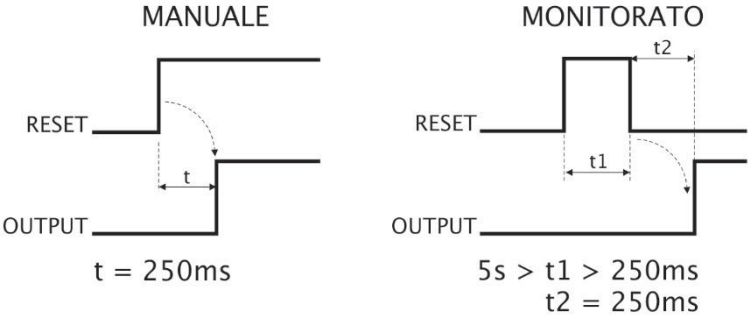 MANUALE
RESET
t
OUTPUT
t = 250ms
MONITORATO
t2
RESET
t1
OUTPUT
5s > t1 > 250ms
t2 = 250ms